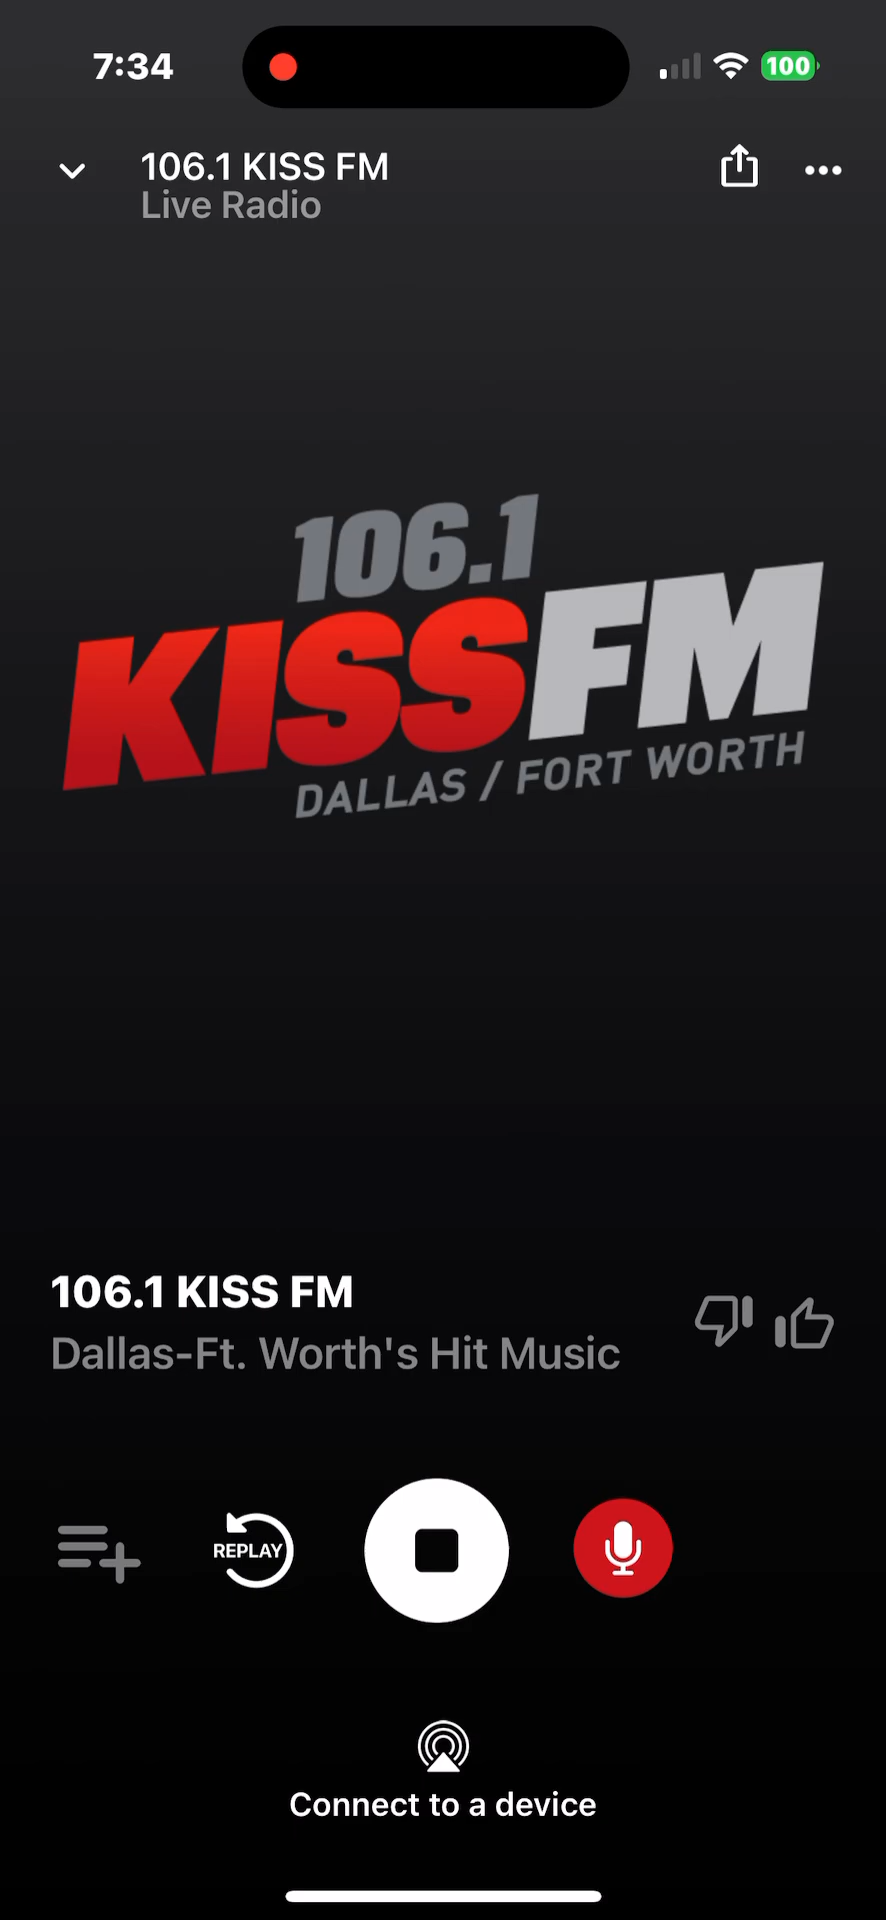 7:34
100
106.1 KISS FM
Live Radio
106.1
KISSFM
DALLAS / FORT WORTH
106.1 KISS FM
Dallas-Ft. Worth's Hit Music
REPLAY
Connect to a device